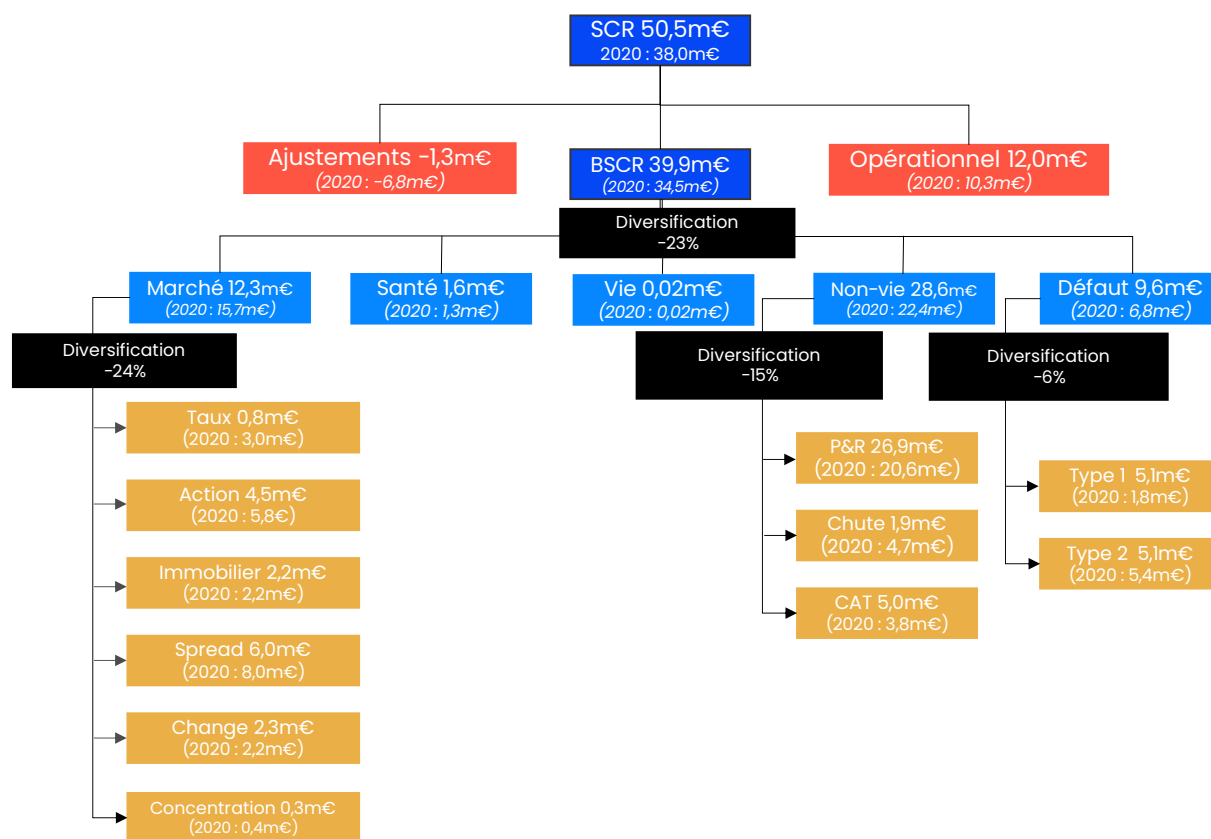 SCR 50,5m€
2020 : 38,0m€
Ajustements -1,3m€
(2020 : -6,8m€)
BSCR 39,9m€
(2020 : 34,5m€)
Opérationnel 12,0m€
(2020 : 10,3m€)
Diversification
-23%
Marché 12,3m€
(2020 : 15,7m€)
Santé 1,6m€
(2020 : 1,3m€)
Vie 0,02m€
(2020 : 0,02m€)
Non-vie 28,6m€
(2020 : 22,4m€)
Défaut 9,6m€
(2020 : 6,8m€)
Diversification
-24%
Diversification
-15%
Diversification
-6%
Taux 0,8m€
(2020 : 3,0m€)
Action 4,5m€
(2020 : 5,8€)
Immobilier 2,2m€
(2020 : 2,2m€)
Spread 6,0m€
(2020 : 8,0m€)
Change 2,3m€
(2020 : 2,2m€)
Concentration 0,3m€
(2020 : 0,4m€)
P&R 26,9m€
(2020 : 20,6m€)
Chute 1,9m€
(2020 : 4,7m€)
CAT 5,0m€
(2020 : 3,8m€)
Type 1 5,1m€
(2020 : 1,8m€)
Type 2 5,1m€
(2020 : 5,4m€)